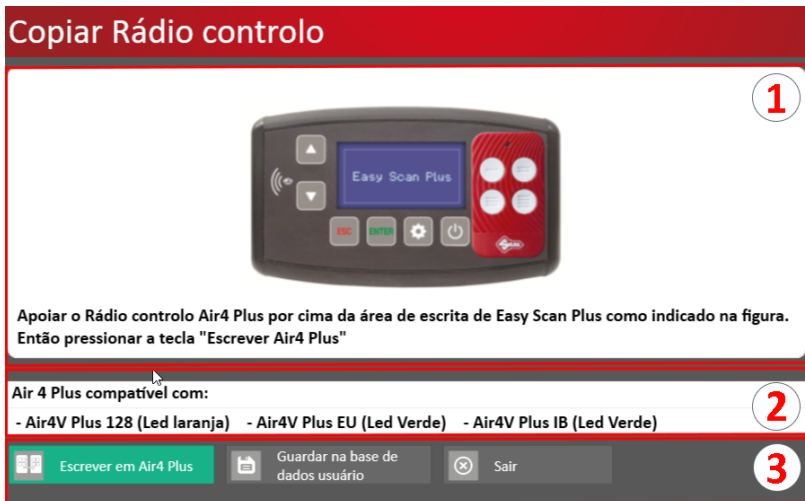 Copiar Rádio controlo
1
Easy Scan Plus
ESC
ENTER
SILCA
Apoiar o Rádio controlo Air4 Plus por cima da área de escrita de Easy Scan Plus como indicado na figura.
Então pressionar a tecla "Escrever Air4 Plus"
Air 4 Plus compatível com:
2
- Air4V Plus 128 (Led laranja) - Air4V Plus EU (Led Verde) - Air4V Plus IB (Led Verde)
Escrever em Air4 Plus
Guardar na base de
dados usuário
Sair
3